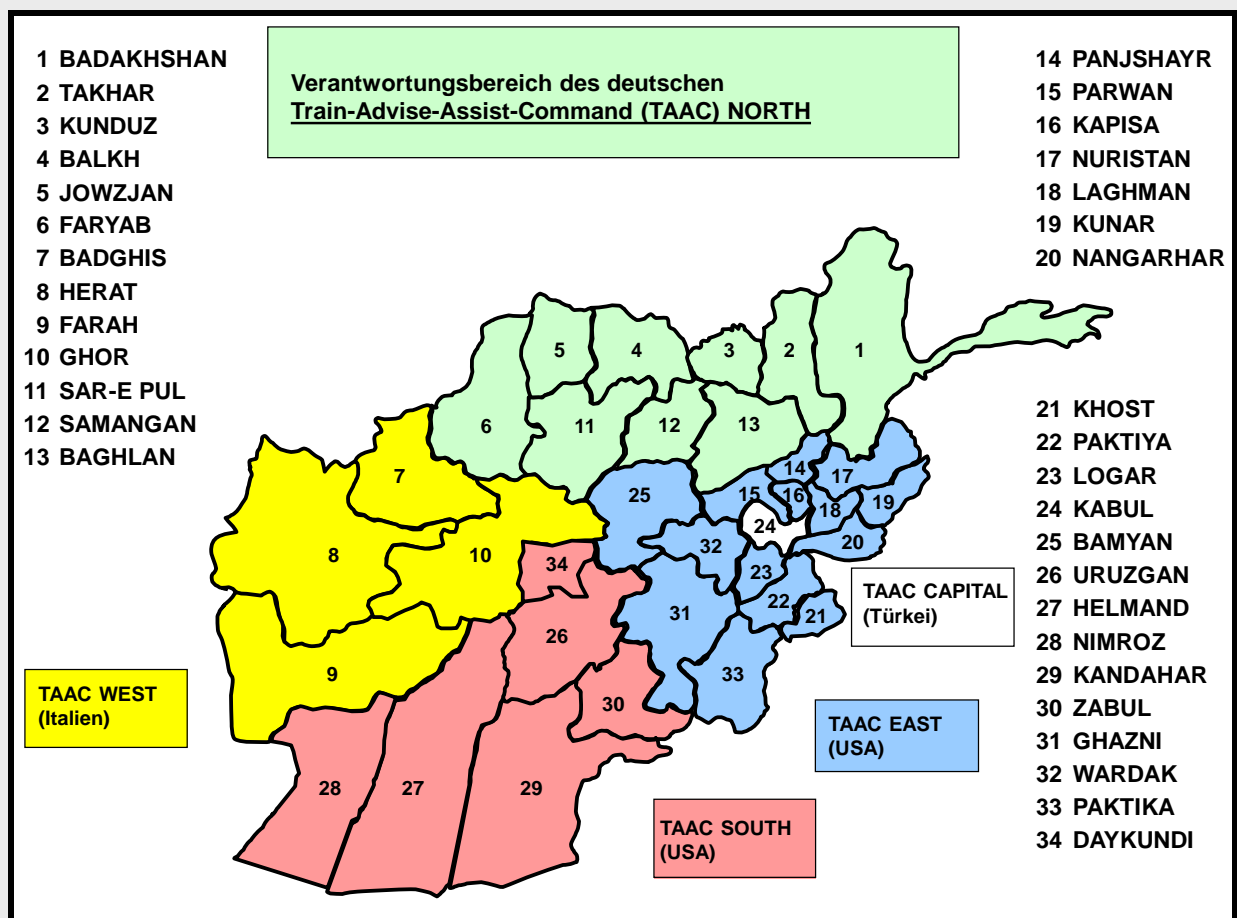 1 BADAKHSHAN
2 TAKHAR
3 KUNDUZ
4 BALKH
5 JOWZJAN
6 FARYAB
7 BADGHIS
8 HERAT
9 FARAH
10 GHOR
11 SAR-E PUL
12 SAMANGAN
13 BAGHLAN
Verantwortungsbereich des deutschen
Train-Advise-Assist-Command (TAAC) NORTH
14 PANJSHAYR
15 PARWAN
16 KAPISA
17 NURISTAN
18 LAGHMAN
19 KUNAR
20 NANGARHAR
21 KHOST
22 PAKTIYA
23 LOGAR
24 KABUL
25 BAMYAN
26 URUZGAN
27 HELMAND
28 NIMROZ
29 KANDAHAR
30 ZABUL
31 GHAZNI
32 WARDAK
33 PAKTIKA
34 DAYKUNDI
5
4
3
2
1
6
11
12
13
7
14
17
25
15
16
19
18
24
20
8
10
32
34
23
22
31
21
26
9
33
30
28
27
29
TAAC CAPITAL
(Türkei)
TAAC WEST
(Italien)
TAAC EAST
(USA)
TAAC SOUTH
(USA)